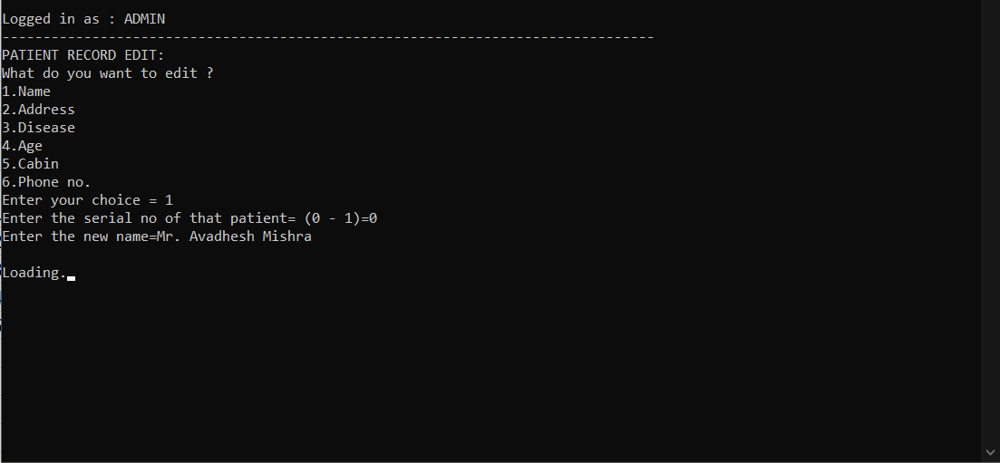 Logged in as : ADMIN
--------------------------------------------------------------------------------
PATIENT RECORD EDIT:
What do you want to edit ?
1.Name
2.Address
3.Disease
4.Age
5.Cabin
6.Phone no.
Enter your choice = 1
Enter the serial no of that patient= (0 - 1)=0
Enter the new name=Mr. Avadhesh Mishra
Loading.